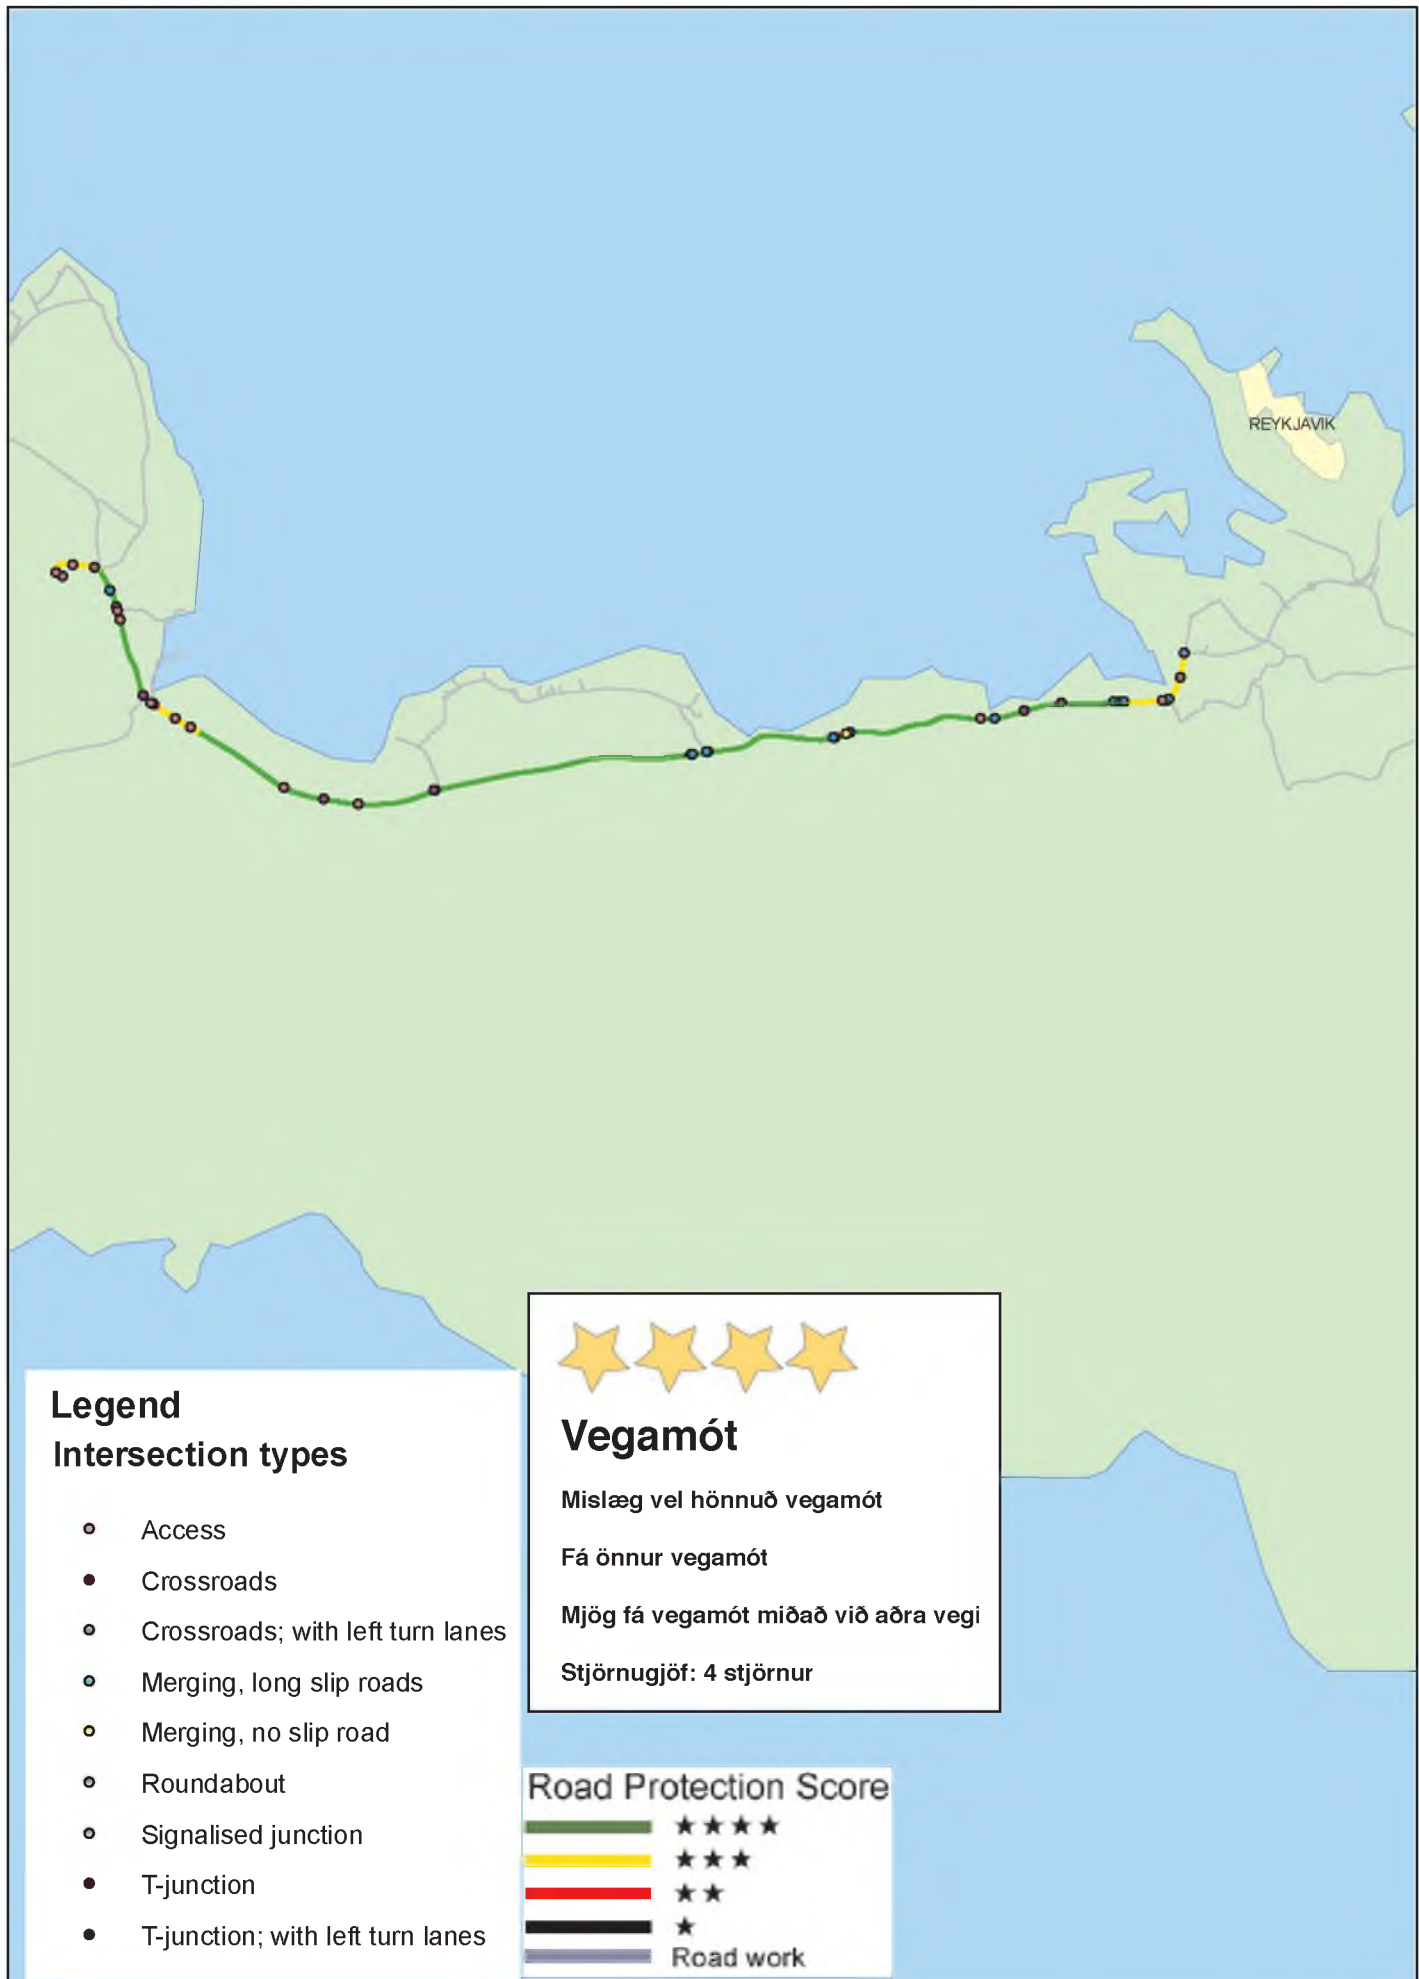 REYKJAVIK
Legend
Intersection types
Access
Crossroads
Crossroads; with left turn lanes
Merging, long slip roads
Merging, no slip road
Roundabout
Signalised junction
T-junction
T-junction; with left turn lanes
Vegamót
Mislæg vel hönnuð vegamót
Fá önnur vegamót
Mjög fá vegamót miðað við aðra vegi
Stjörnugjöf: 4 stjörnur
Road Protection Score
★★★★
★★★
★★
★
Road work